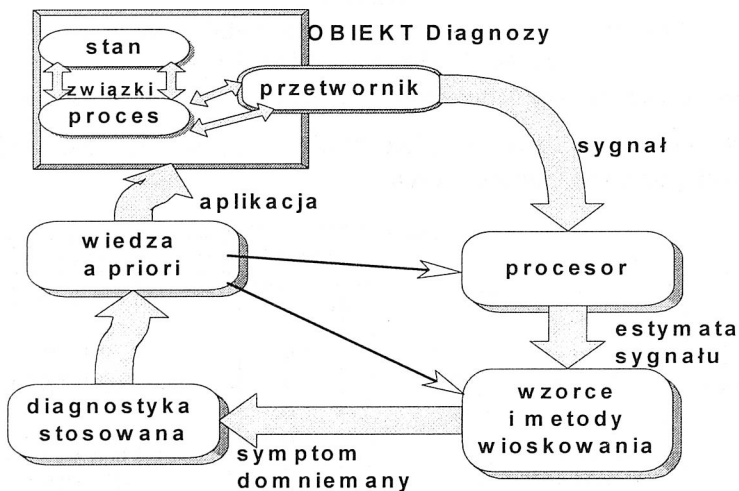 OBIEKT Diagnozy
stan
związki
proces
przetwornik
sygnał
aplikacja
wiedza
a priori
procesor
estymata
sygnału
diagnostyka
stosowana
wzorce
i metody
wioskowania
symptom
domniemany